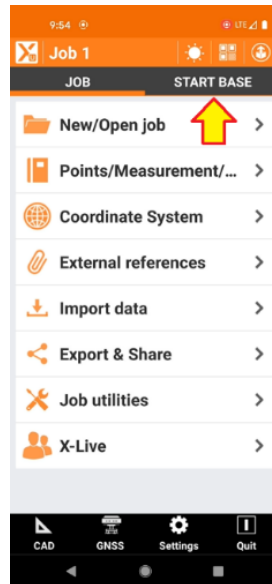 9:54 LTE
Job 1
JOB START BASE
New/Open job
Points/Measurement/...
Coordinate System
External references
Import data
Export & Share
Job utilities
X-Live
CAD GNSS Settings Quit